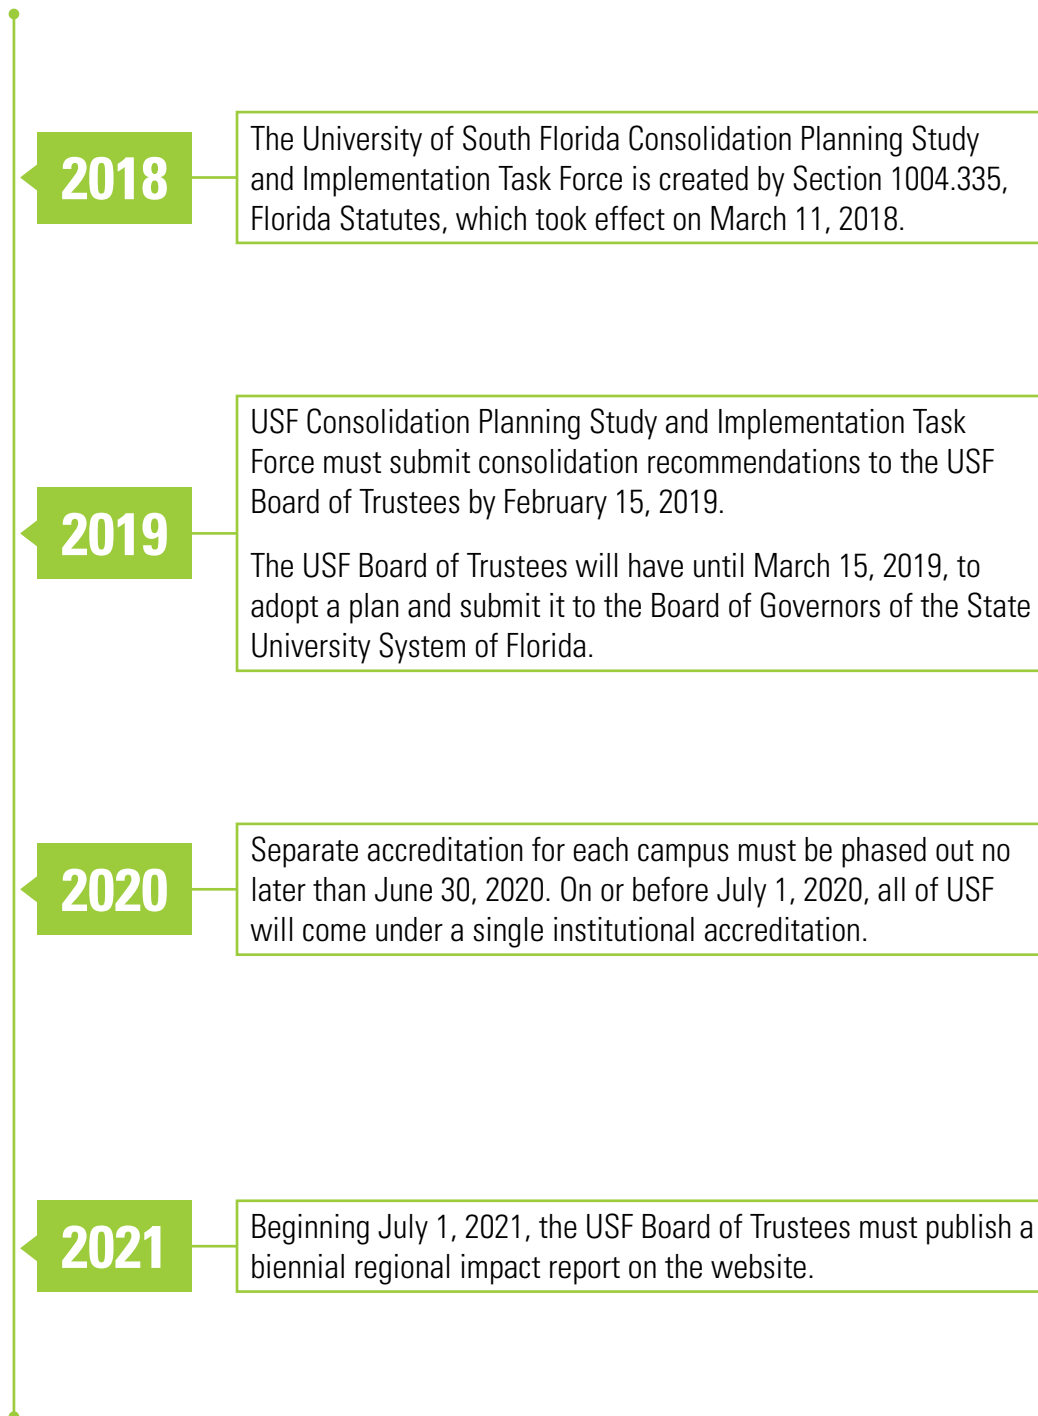 2018
The University of South Florida Consolidation Planning Study
and Implementation Task Force is created by Section 1004.335,
Florida Statutes, which took effect on March 11, 2018.
2019
USF Consolidation Planning Study and Implementation Task
Force must submit consolidation recommendations to the USF
Board of Trustees by February 15, 2019.
The USF Board of Trustees will have until March 15, 2019, to
adopt a plan and submit it to the Board of Governors of the State
University System of Florida.
2020
Separate accreditation for each campus must be phased out no
later than June 30, 2020. On or before July 1, 2020, all of USF
will come under a single institutional accreditation.
2021
Beginning July 1, 2021, the USF Board of Trustees must publish a
biennial regional impact report on the website.